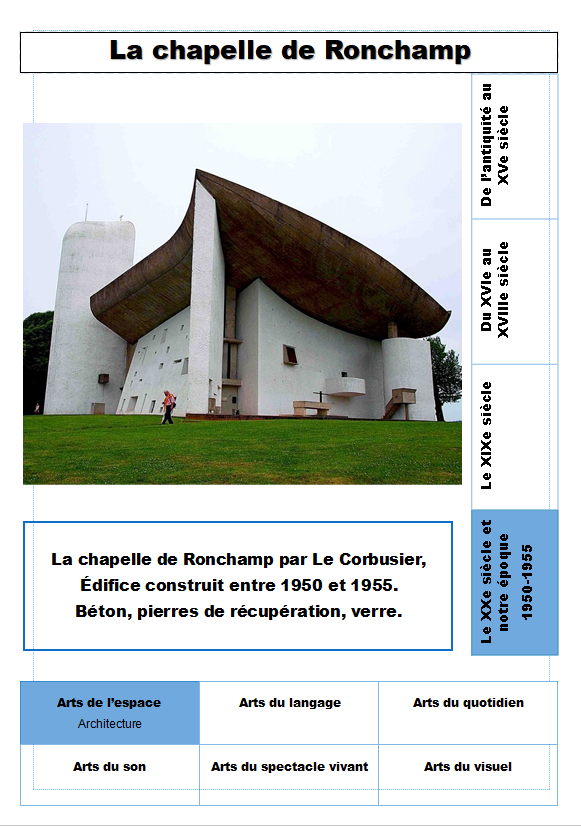 La chapelle de Ronchamp
De l'antiquité au
XVe siècle
Du XVIe au
XVIIIe siècle
Le XIXe siècle
Le XXe siècle et
notre époque
1950-1955
La chapelle de Ronchamp par Le Corbusier,
Édifice construit entre 1950 et 1955.
Béton, pierres de récupération, verre.
Arts de l'espace
Architecture
Arts du langage
Arts du quotidien
Arts du son
Arts du spectacle vivant
Arts du visuel